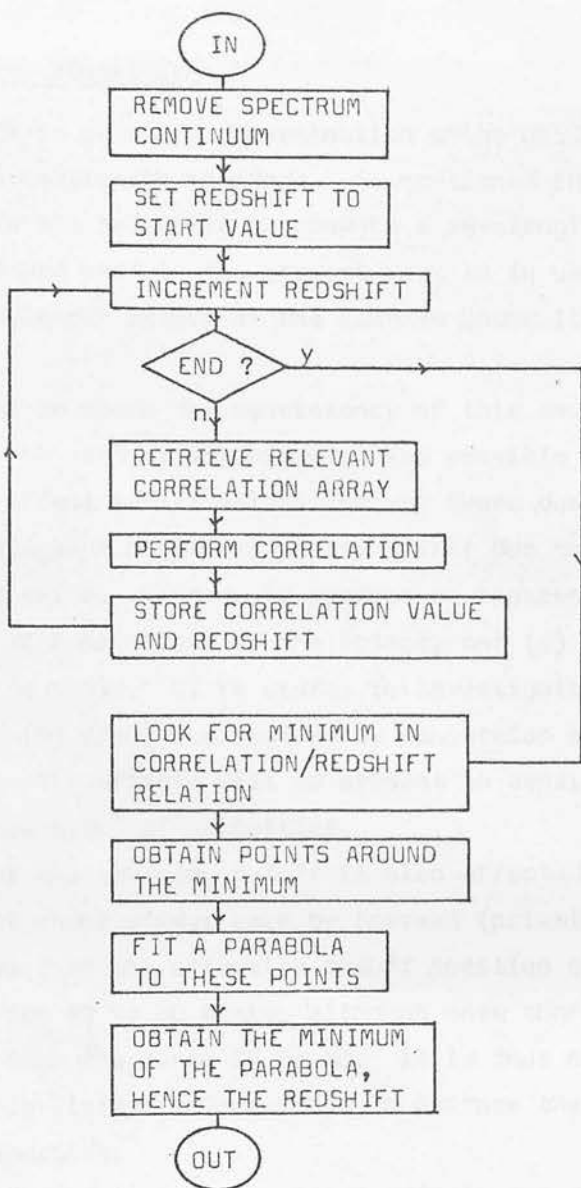 IN
REMOVE SPECTRUM
CONTINUUM
SET REDSHIFT TO
START VALUE
INCREMENT REDSHIFT
END ?
y
n
RETRIEVE RELEVANT
CORRELATION ARRAY
PERFORM CORRELATION
STORE CORRELATION VALUE
AND REDSHIFT
LOOK FOR MINIMUM IN
CORRELATION/REDSHIFT
RELATION
OBTAIN POINTS AROUND
THE MINIMUM
FIT A PARABOLA
TO THESE POINTS
OBTAIN THE MINIMUM
OF THE PARABOLA,
HENCE THE REDSHIFT
OUT